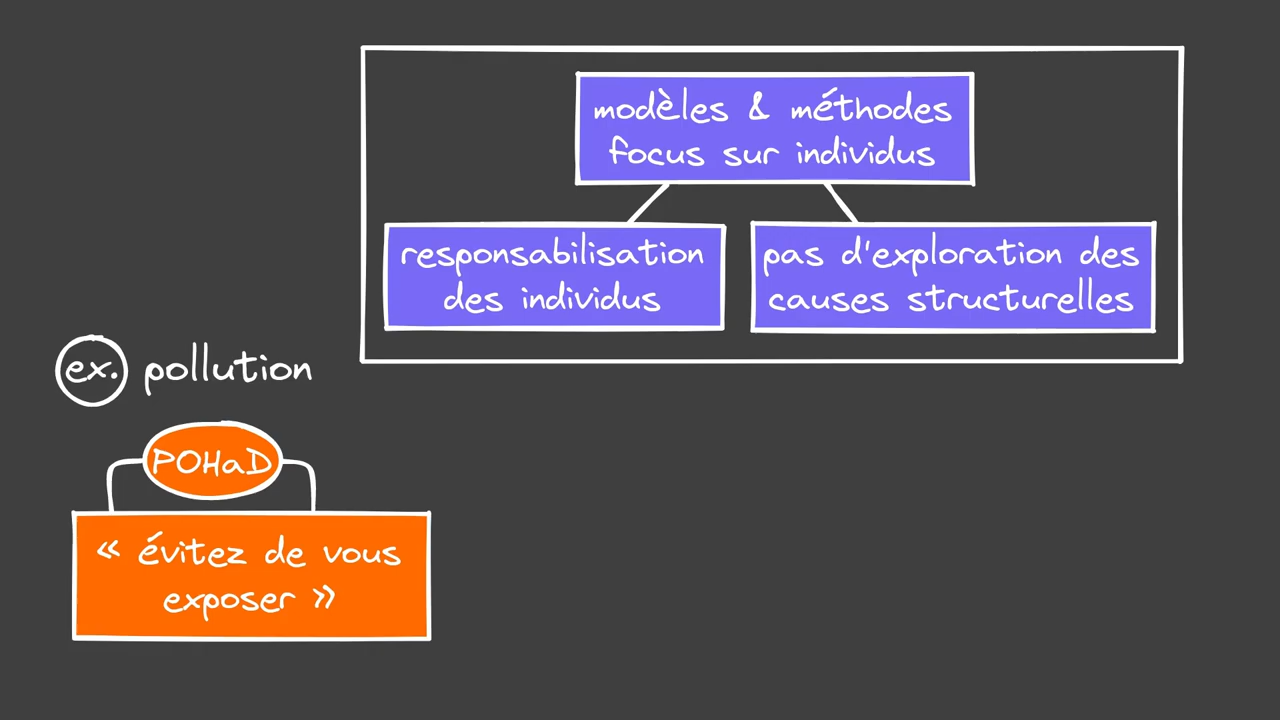 modèles & méthodes
focus sur individus
responsabilisation
des individus
pas d'exploration des
causes structurelles
ex. pollution
POHaD
« évitez de vous
exposer »